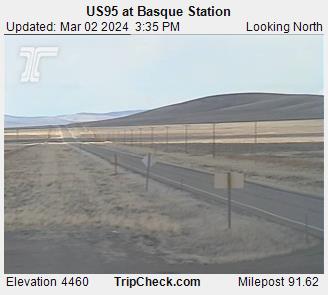 US95 at Basque Station
Updated: Mar 02 2024 3:35 PM Looking North
Elevation 4460 TripCheck.com Milepost 91.62